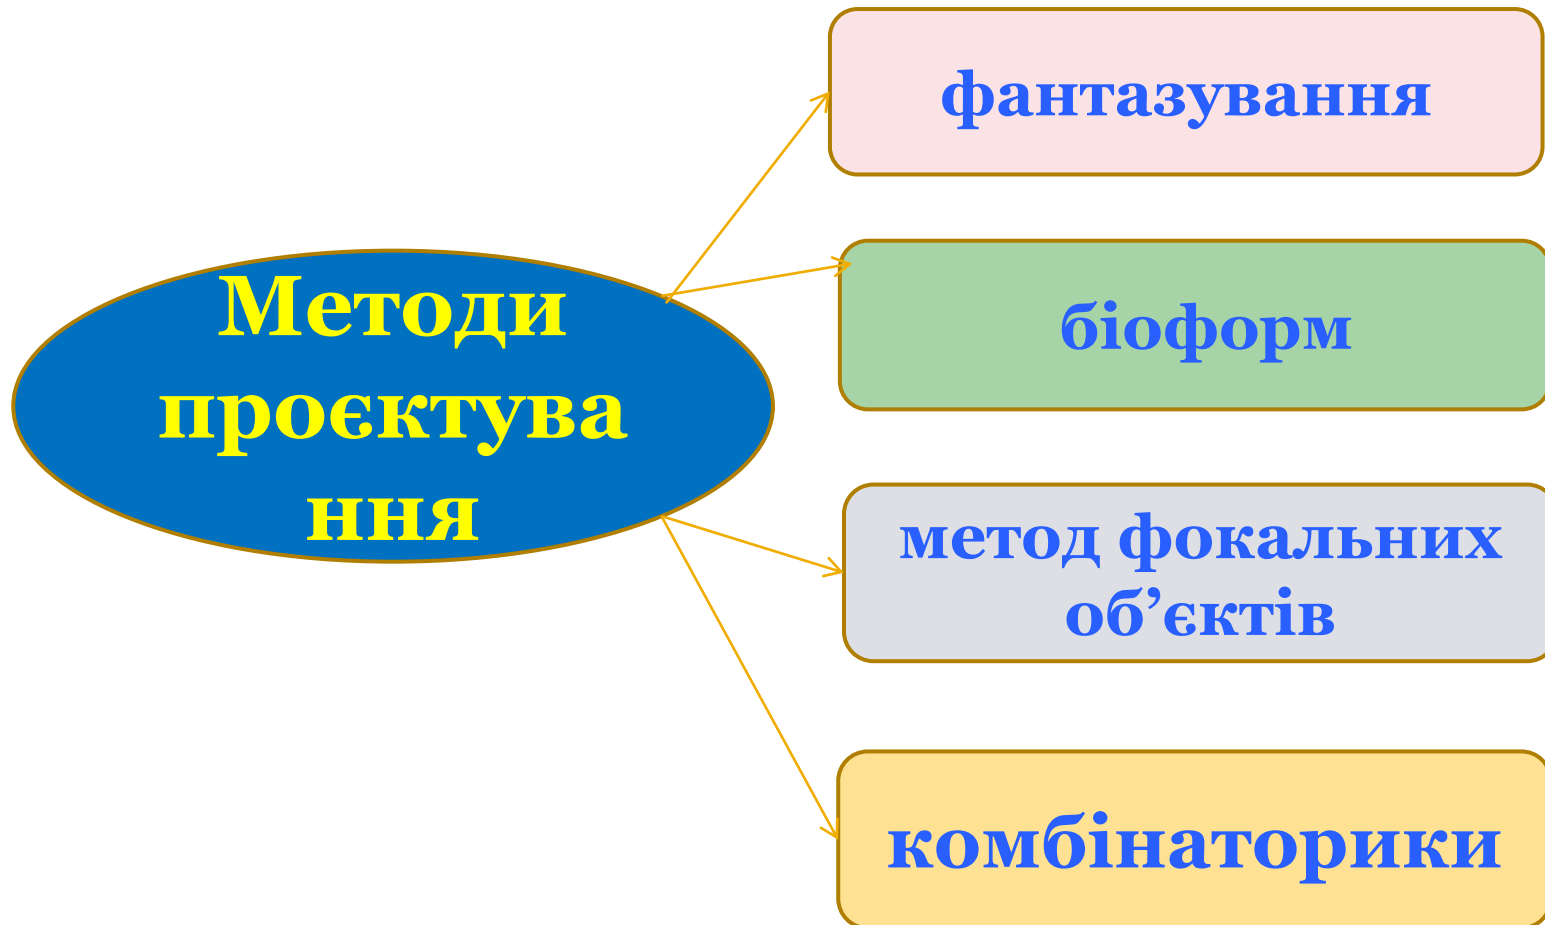 Методи
проєктува
ння
фантазування
біоформ
метод фокальних
об’єктів
комбінаторики